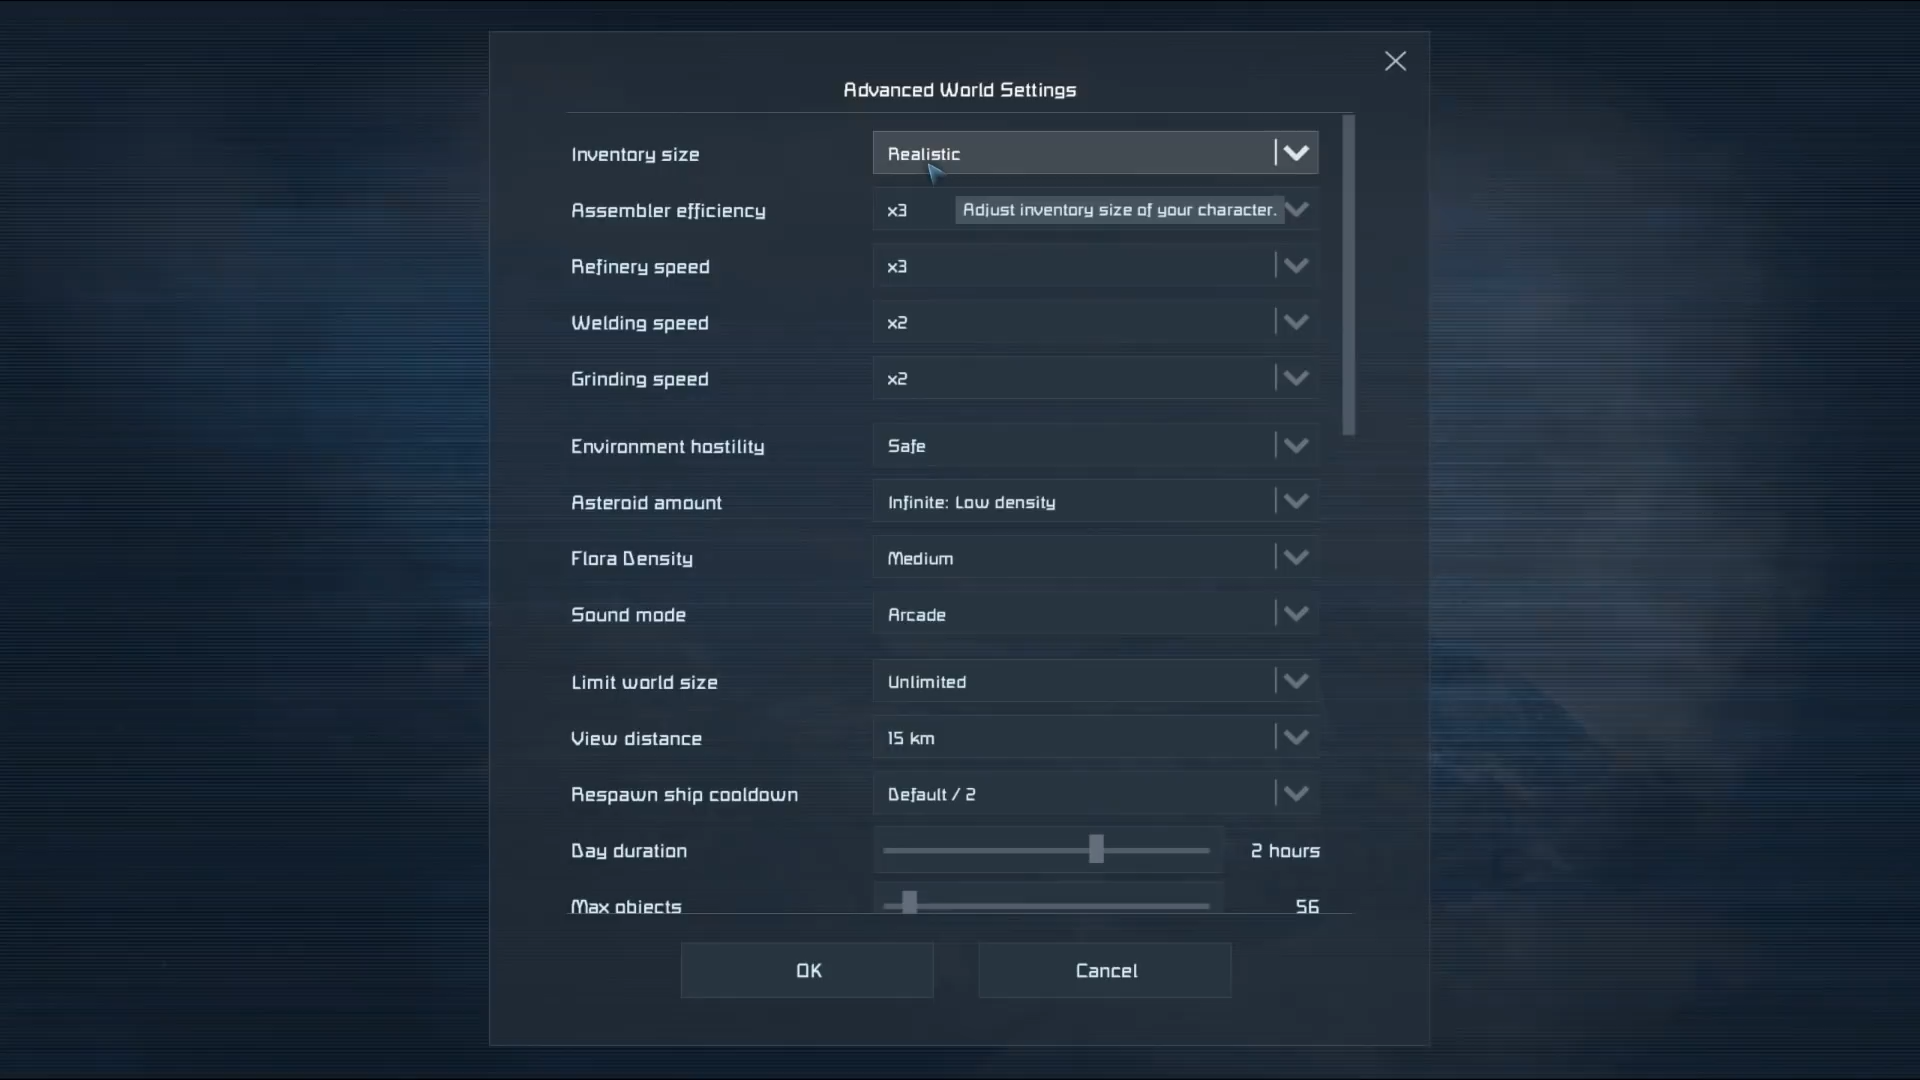 Advanced World Settings
Inventory size Realistic
Assembler efficiency x3 Adjust inventory size of your character.
Refinery speed x3
Welding speed x2
Grinding speed x2
Environment hostility Safe
Asteroid amount Infinite: Low density
Flora Density Medium
Sound mode Arcade
Limit world size Unlimited
View distance 15 km
Respawn ship cooldown Default / 2
Day duration 2 hours
Max objects 56
OK Cancel